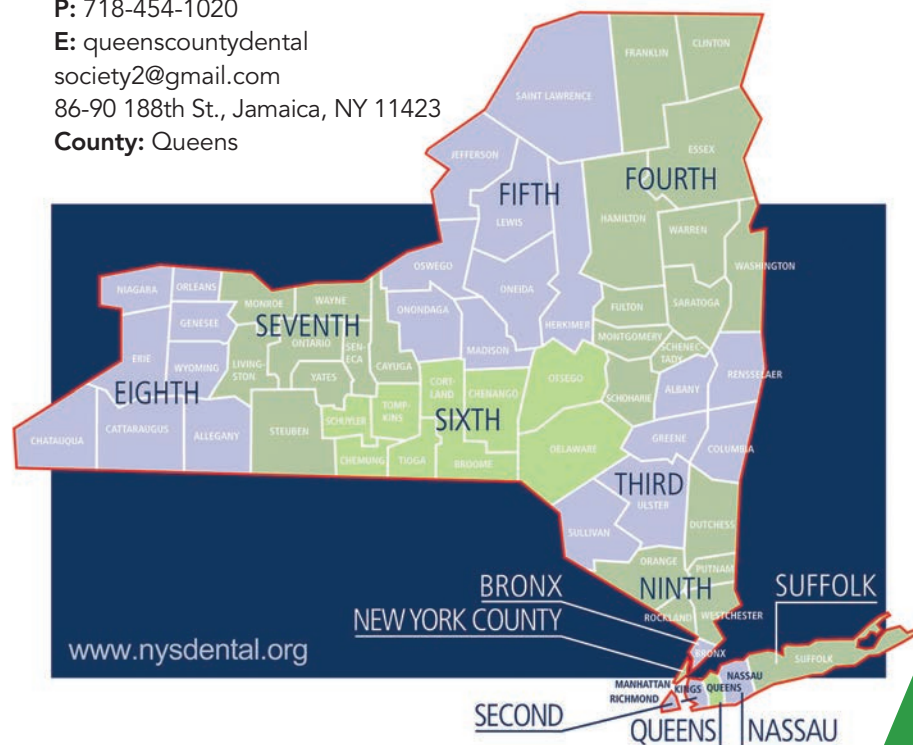 P: 718-454-1020
E: queenscountydental
society2@gmail.com
86-90 188th St., Jamaica, NY 11423
County: Queens
CLINTON
FRANKLIN
SAINT LAWRENCE
ESSEX
JEFFERSON
FIFTH
FOURTH
LEWIS
HAMILTON
WARREN
OSWEGO
WASHINGTON
NIAGARA
ORLEANS
ONEIDA
MONROE
WAYNE
ONONDAGA
FULTON
SARATOGA
GENESEE
SEVENTH
HERKIMER
MONTGOMERY
ONTARIO
SEN-
ECA
MADISON
SCHENEC-
TADY
ERIE
WYOMING
LIVING-
STON
YATES
CAYUGA
OTSEGO
RENSSELAER
CORT-
LAND
CHENANGO
ALBANY
EIGHTH
SCHOHARIE
TOMP-
KINS
SIXTH
SCHUYLER
STEUBEN
CHATAUQUA
CATTARAUGUS
ALLEGANY
GREENE
DELAWARE
COLUMBIA
CHEMUNG
TIOGA
BROOME
THIRD
ULSTER
DUTCHESS
SULLIVAN
ORANGE
PUTNAM
BRONX
NINTH
SUFFOLK
ROCKLAND
WESTCHESTER
NEW YORK COUNTY
www.nysdental.org
BRONX
SUFFOLK
NASSAU
MANHATTAN
KINGS
QUEENS
RICHMOND
SECOND
QUEENS
NASSAU